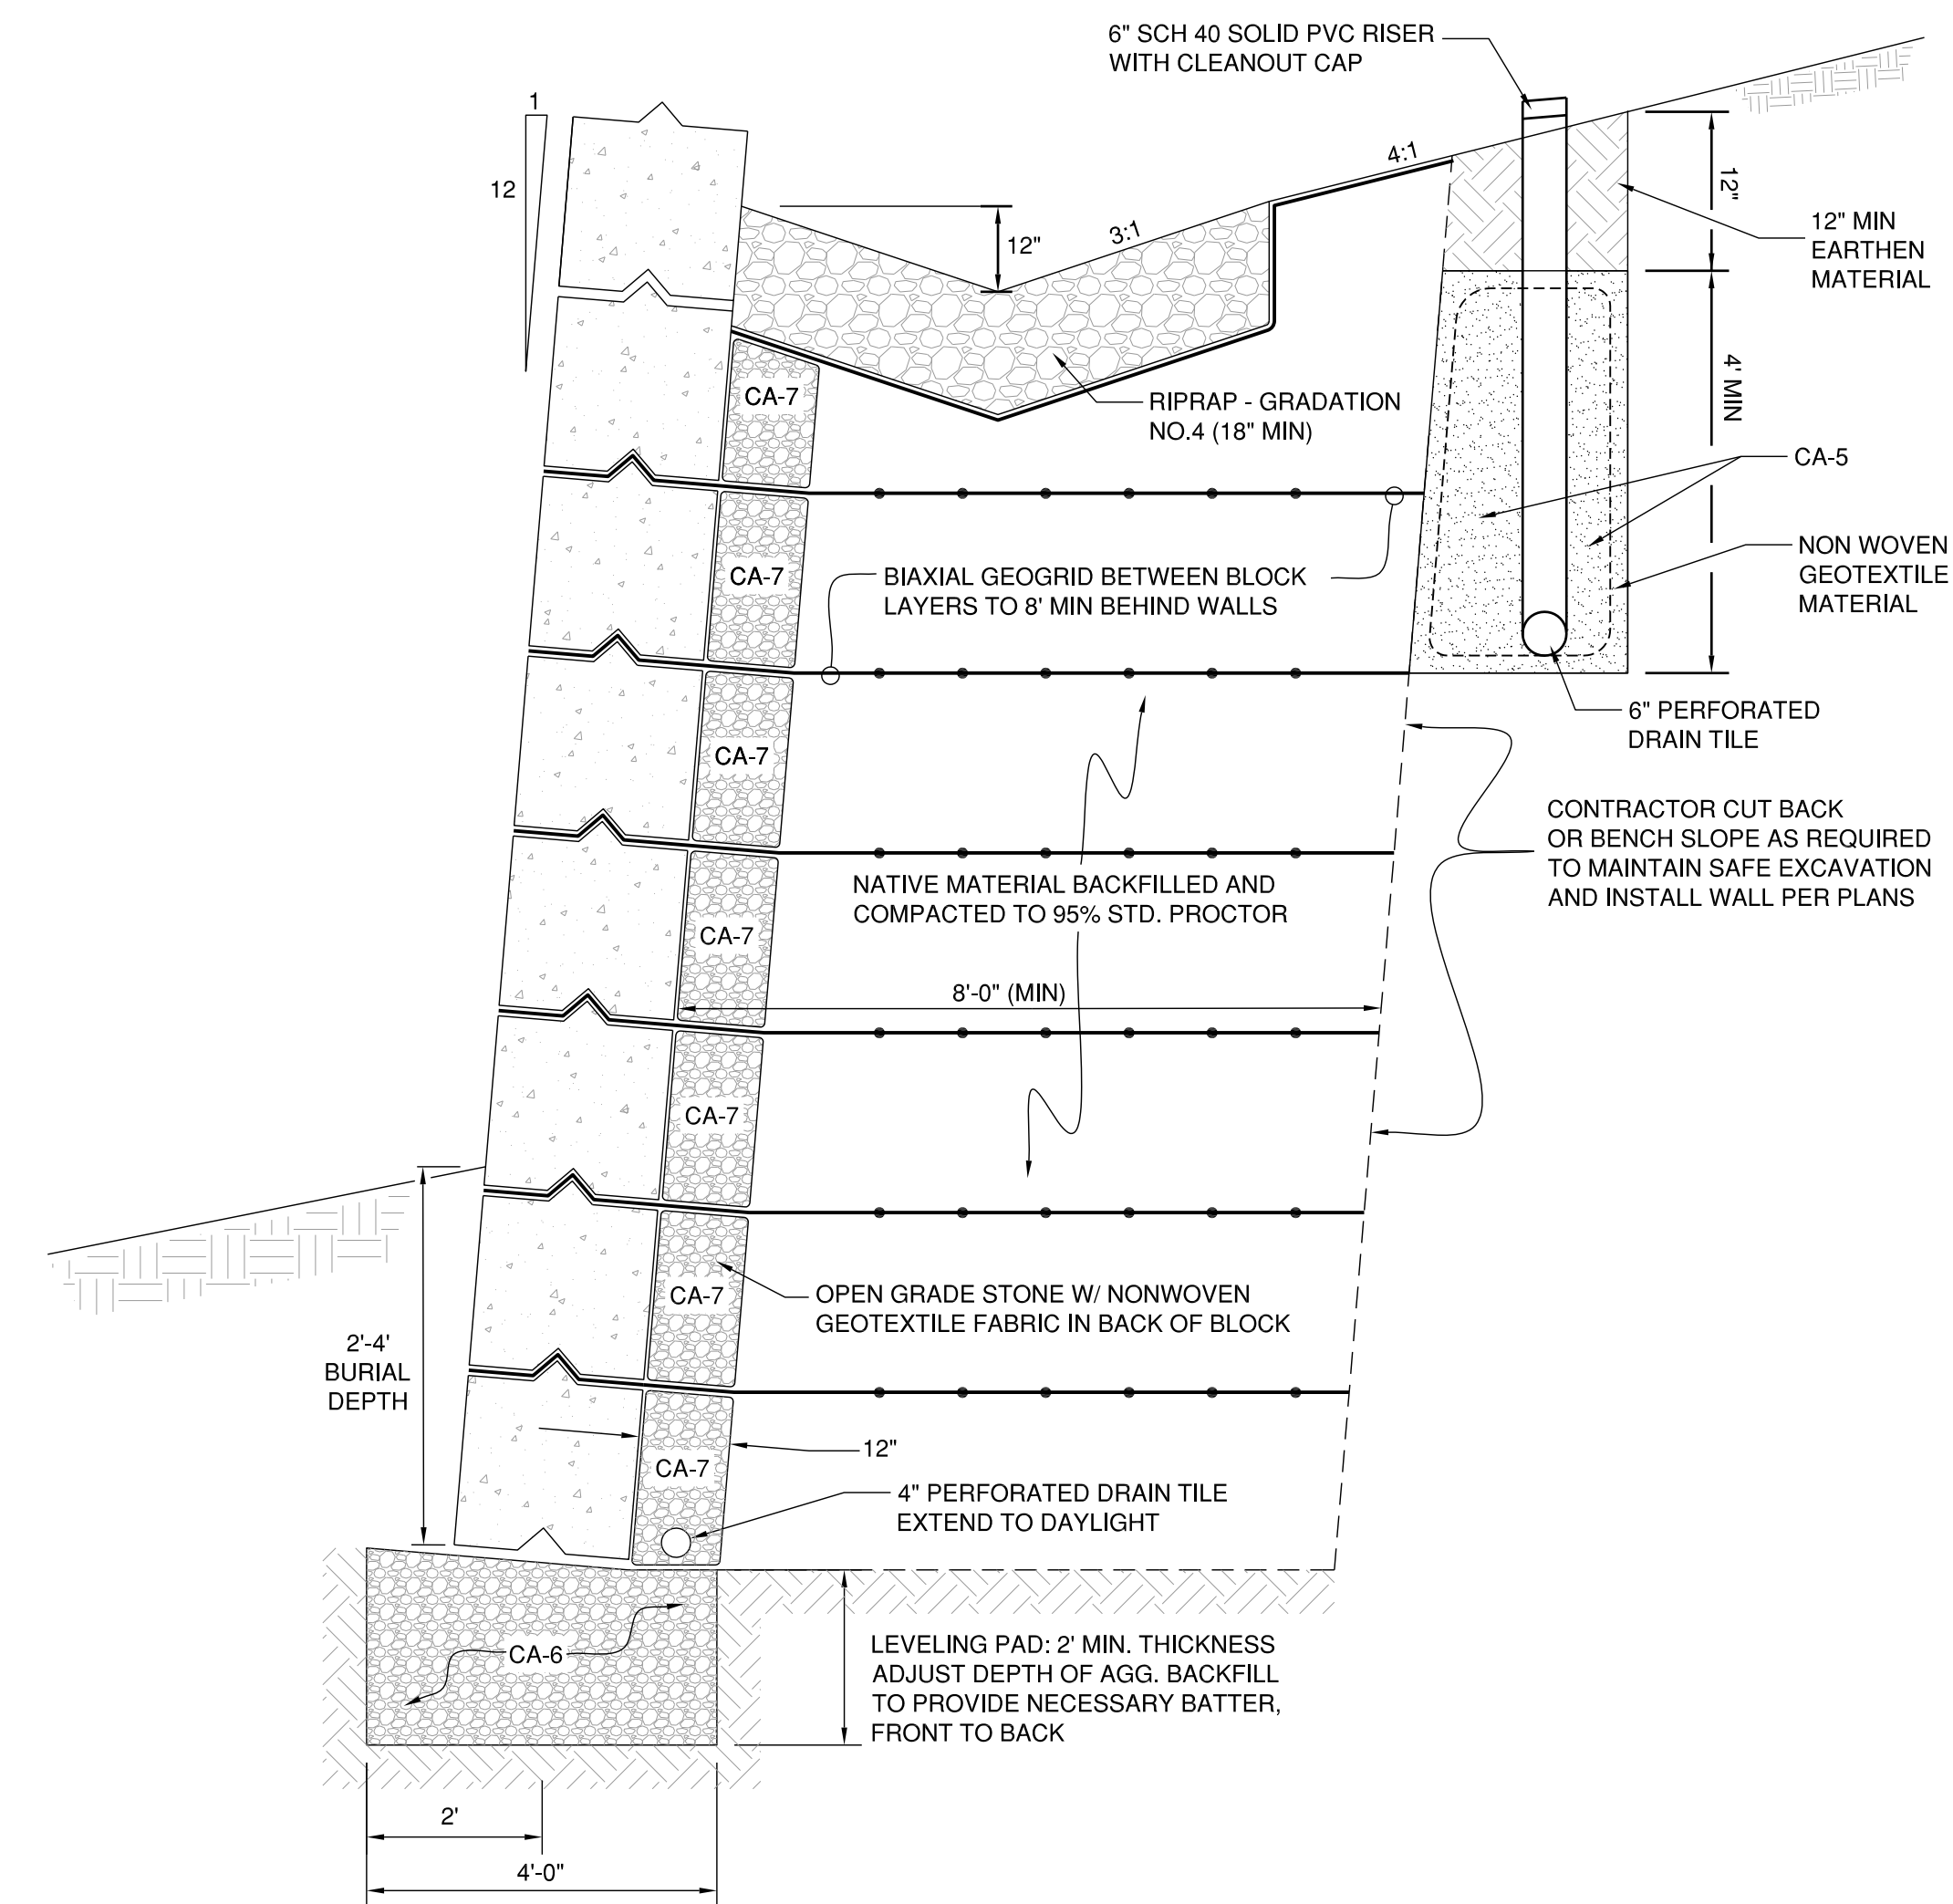 6" SCH 40 SOLID PVC RISER
WITH CLEANOUT CAP
1
12
4:1
12"
3:1
12"
12" MIN
EARTHEN
MATERIAL
4' MIN
CA-7
RIPRAP - GRADATION
NO.4 (18" MIN)
CA-5
CA-7
BIAXIAL GEOGRID BETWEEN BLOCK
LAYERS TO 8' MIN BEHIND WALLS
NON WOVEN
GEOTEXTILE
MATERIAL
6" PERFORATED
DRAIN TILE
CA-7
CONTRACTOR CUT BACK
OR BENCH SLOPE AS REQUIRED
TO MAINTAIN SAFE EXCAVATION
AND INSTALL WALL PER PLANS
NATIVE MATERIAL BACKFILLED AND
COMPACTED TO 95% STD. PROCTOR
CA-7
8'-0" (MIN)
CA-7
CA-7
OPEN GRADE STONE W/ NONWOVEN
GEOTEXTILE FABRIC IN BACK OF BLOCK
2'-4'
BURIAL
DEPTH
12"
CA-7
4" PERFORATED DRAIN TILE
EXTEND TO DAYLIGHT
CA-6
LEVELING PAD: 2' MIN. THICKNESS
ADJUST DEPTH OF AGG. BACKFILL
TO PROVIDE NECESSARY BATTER,
FRONT TO BACK
2'
4'-0"